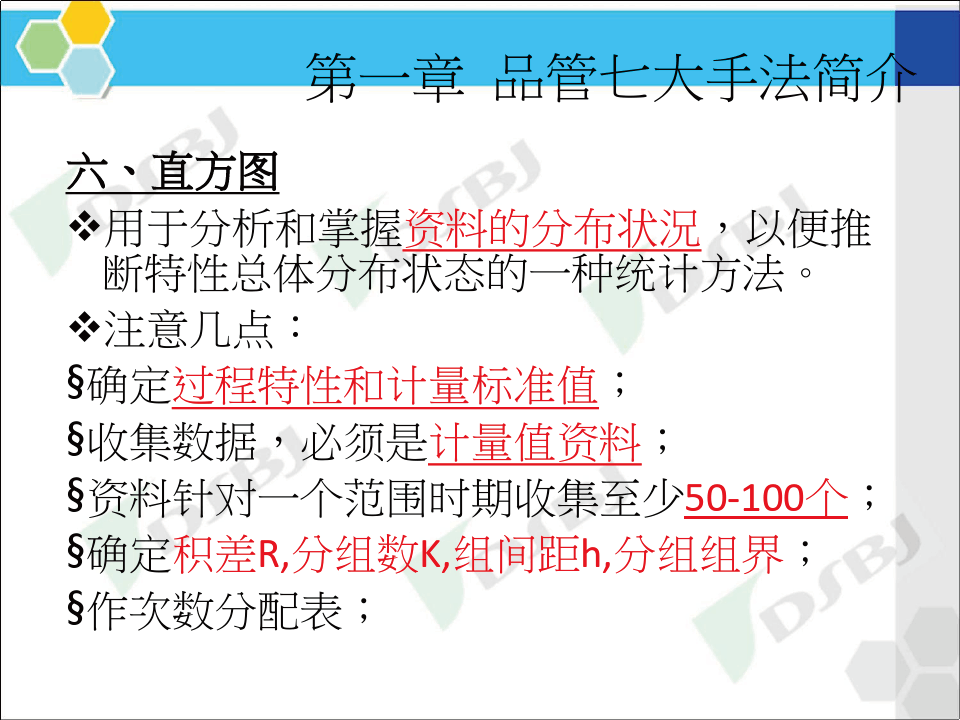 第一章 品管七大手法简介
六、直方图
❖用于分析和掌握资料的分布状况，以便推
断特性总体分布状态的一种统计方法。
❖注意几点：
§确定过程特性和计量标准值；
§收集数据，必须是计量值资料；
§资料针对一个范围时期收集至少50-100个；
§确定积差R,分组数K,组间距h,分组组界；
§作次数分配表；
DSBJ
DSBJ
DSBJ
DSBJ
DSBJ
DSBJ